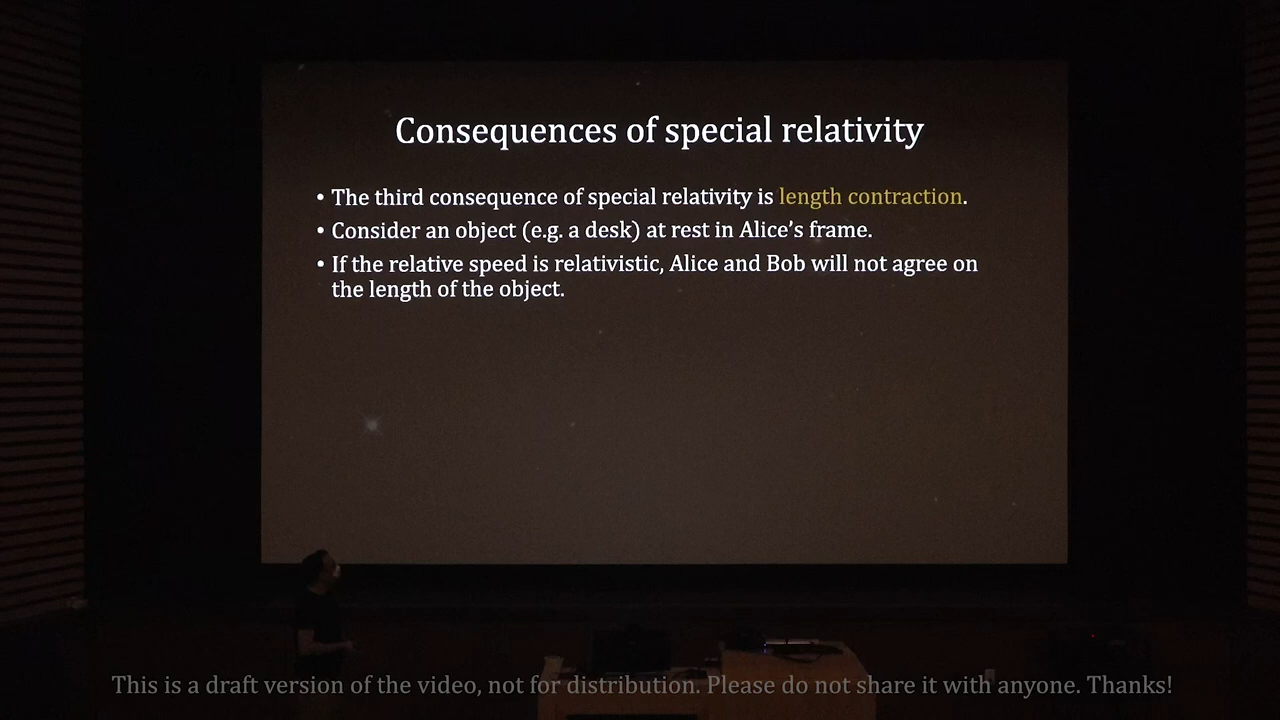 Consequences of special relativity
• The third consequence of special relativity is length contraction.
• Consider an object (e.g. a desk) at rest in Alice's frame.
• If the relative speed is relativistic, Alice and Bob will not agree on
the length of the object.
This is a draft version of the video, not for distribution. Please do not share it with anyone. Thanks!